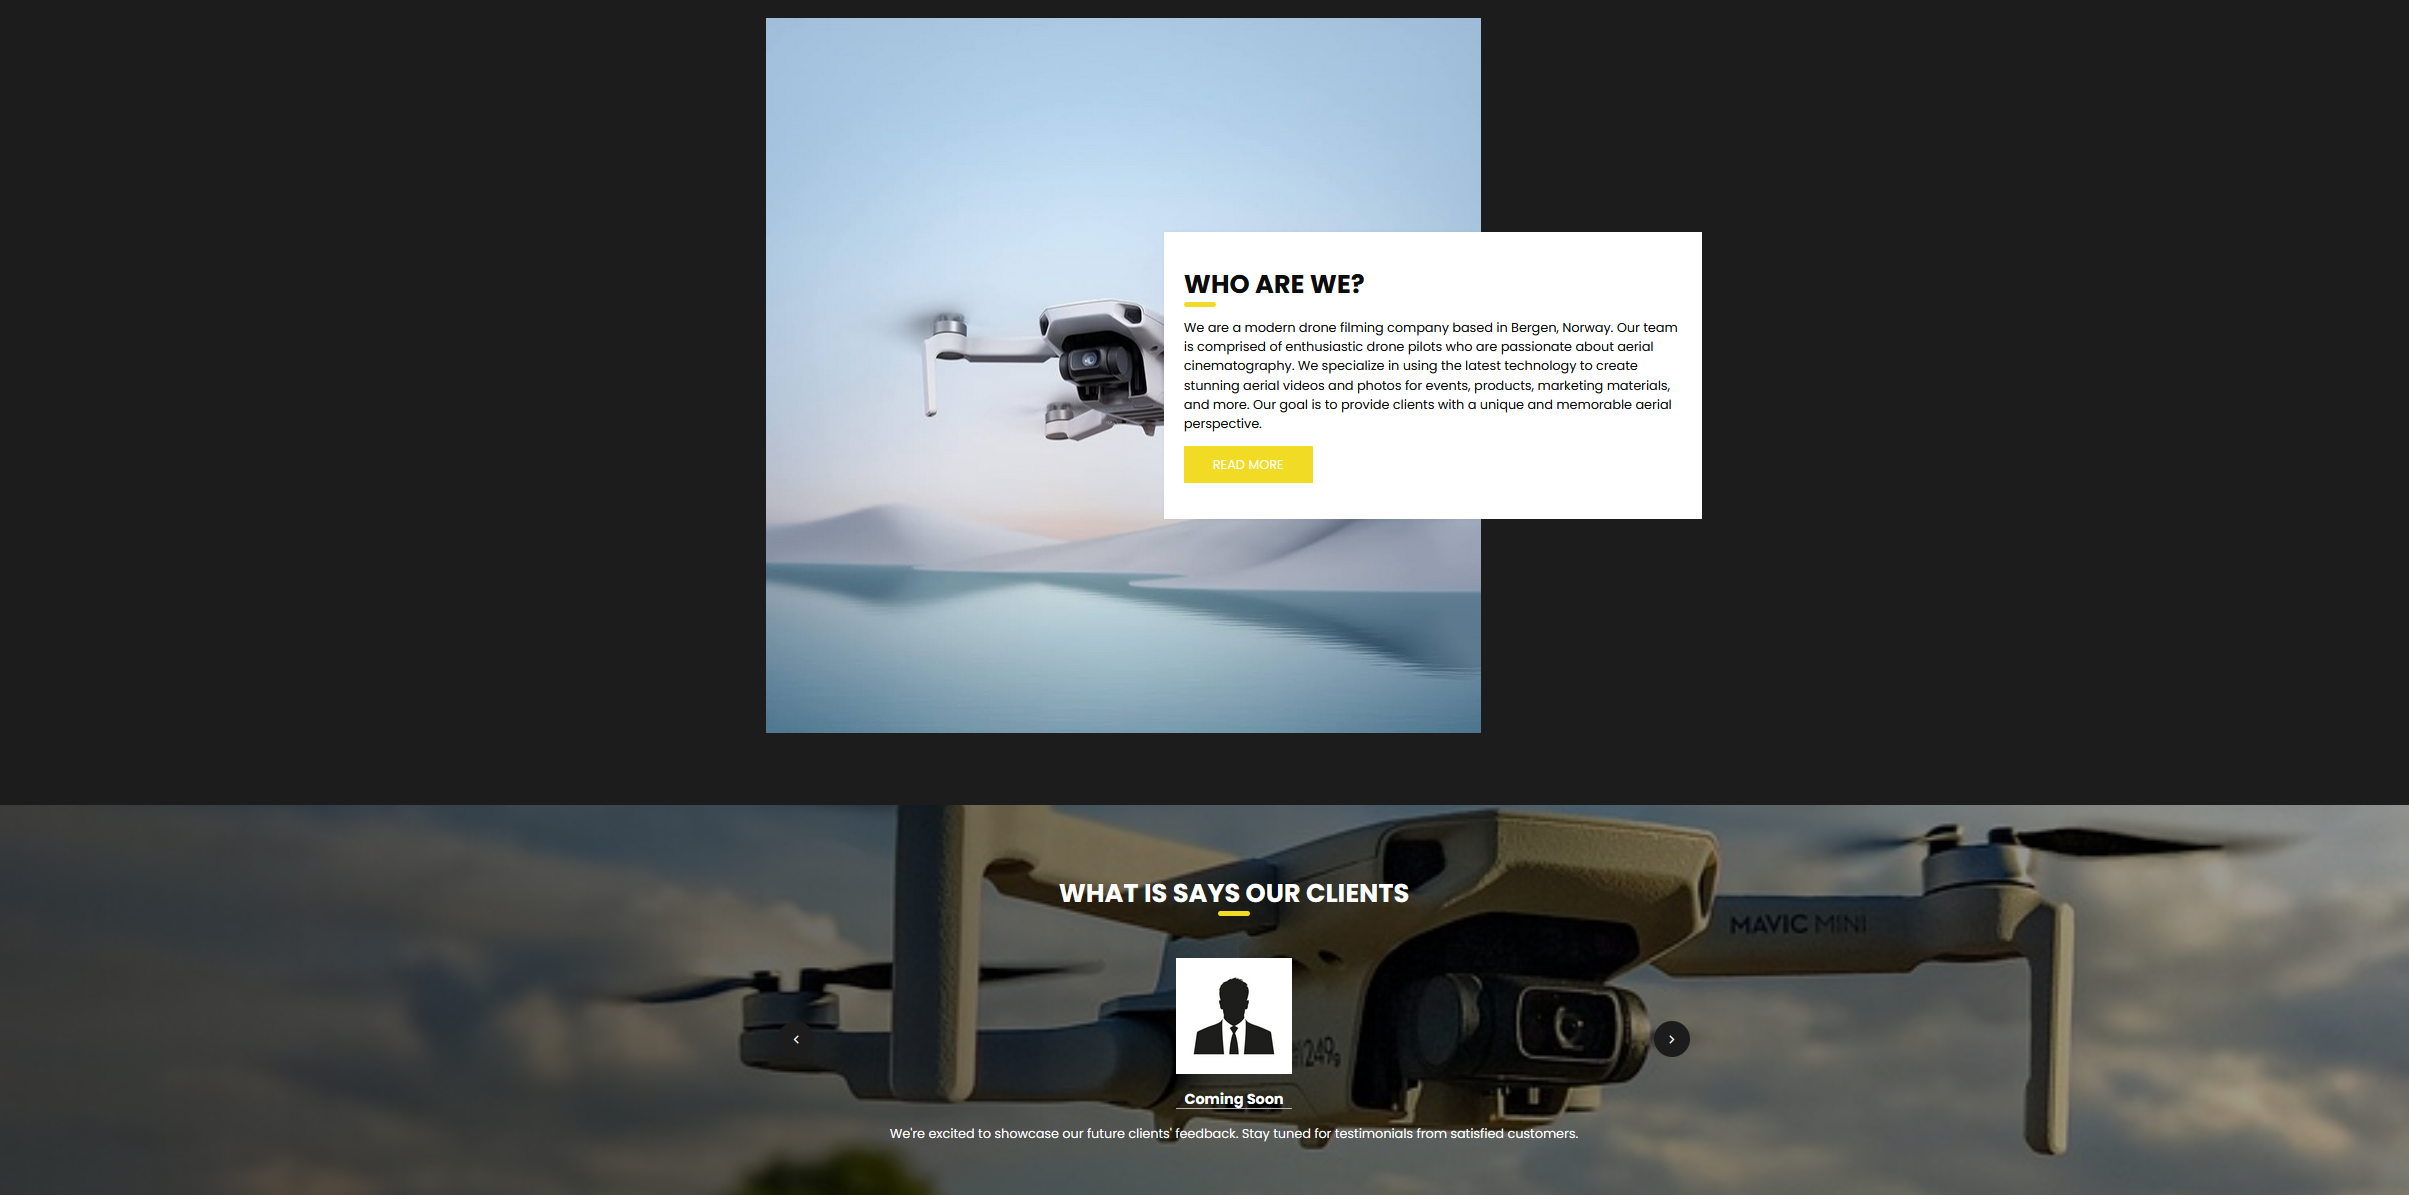 WHO ARE WE?
We are a modern drone filming company based in Bergen, Norway. Our team
is comprised of enthusiastic drone pilots who are passionate about aerial
cinematography. We specialize in using the latest technology to create
stunning aerial videos and photos for events, products, marketing materials,
and more. Our goal is to provide clients with a unique and memorable aerial
perspective.
READ MORE
WHAT IS SAYS OUR CLIENTS
MAVIC MINI
249g
Coming Soon
We're excited to showcase our future clients' feedback. Stay tuned for testimonials from satisfied customers.